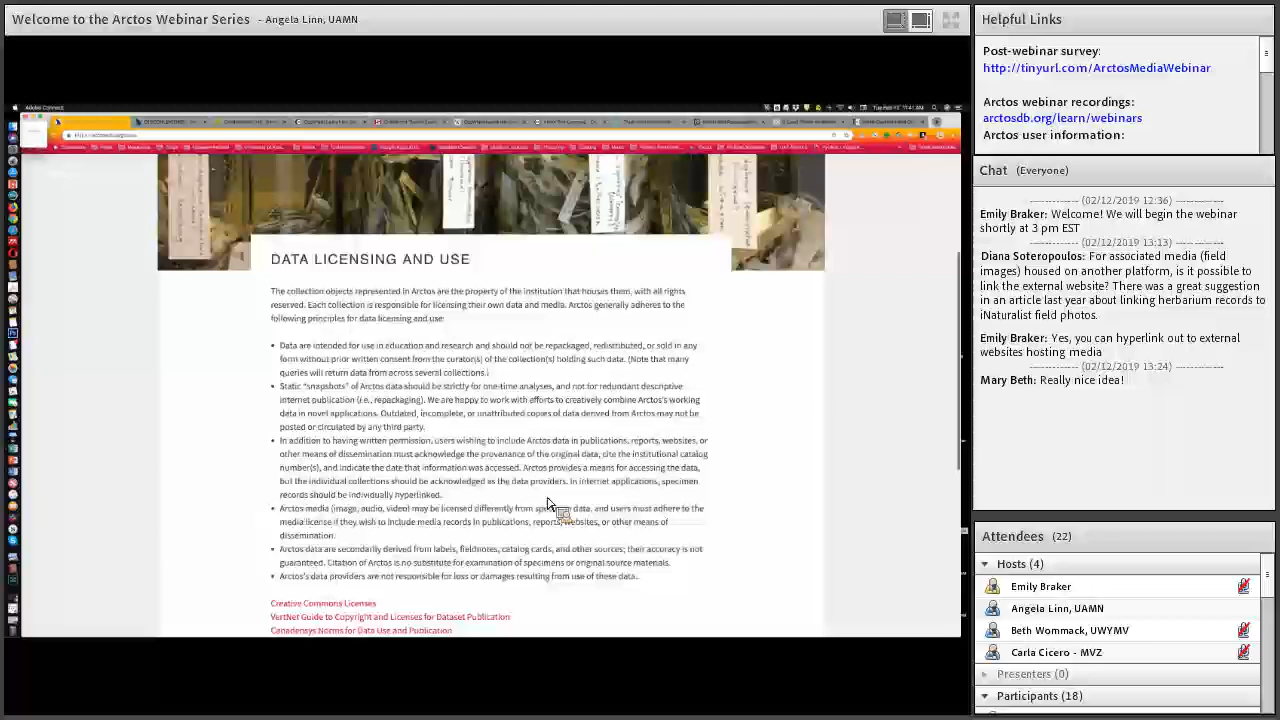 Welcome to the Arctos Webinar Series - Angela Linn, UAMN
Adobe Connect
DATA LICENSING AND USE
The collection objects represented in Arctos are the property of the institution that houses them, with all rights
reserved. Each collection is responsible for licensing their own data and media. Arctos generally adheres to the
following principles for data licensing and use:
Data are intended for use in education and research and should not be repackaged, redistributed, or sold in any
form without prior written consent from the curator(s) of the collection(s) holding such data. (Note that many
queries will return data from across several collections.)
Static "snapshots" of Arctos data should be strictly for one-time analyses, and not for redundant descriptive
internet publication (i.e., repackaging). We are happy to work with efforts to creatively combine Arctos's working
data in novel applications. Outdated, incomplete, or unattributed copies of data derived from Arctos may not be
posted or circulated by any third party.
In addition to having written permission, users wishing to include Arctos data in publications, reports, websites, or
other means of dissemination must acknowledge the provenance of the original data, cite the institutional catalog
number(s), and indicate the date that information was accessed. Arctos provides a means for accessing the data,
but the individual collections should be acknowledged as the data providers. In internet applications, specimen
records should be individually hyperlinked.
Arctos media (image, audio, video) may be licensed differently from data, and users must adhere to the
media license if they wish to include media records in publications, reports, websites, or other means of
dissemination.
Arctos data are secondarily derived from labels, fieldnotes, catalog cards, and other sources; their accuracy is not
guaranteed. Citation of Arctos is no substitute for examination of specimens or original source materials.
Arctos's data providers are not responsible for loss or damages resulting from use of these data.
Creative Commons Licenses
VertNet Guide to Copyright and Licenses for Dataset Publication
Canadensys Norms for Data Use and Publication
Helpful Links
Post-webinar survey:
http://tinyurl.com/ArctosMediaWebinar
Arctos webinar recordings:
arctosdb.org/learn/webinars
Arctos user information:
Chat (Everyone)
------------ (02/12/2019 12:36) ------------
Emily Braker: Welcome! We will begin the webinar
shortly at 3 pm EST
------------ (02/12/2019 13:13) ------------
Diana Soteropoulos: For associated media (field
images) housed on another platform, is it possible to
link the external website? There was a great suggestion
in an article last year about linking herbarium records to
iNaturalist field photos.
Emily Braker: Yes, you can hyperlink out to external
websites hosting media
------------ (02/12/2019 13:24) ------------
Mary Beth: Really nice idea!
Attendees (22)
Hosts (4)
Emily Braker
Angela Linn, UAMN
Beth Wommack, UWYMV
Carla Cicero - MVZ
Presenters (0)
Participants (18)